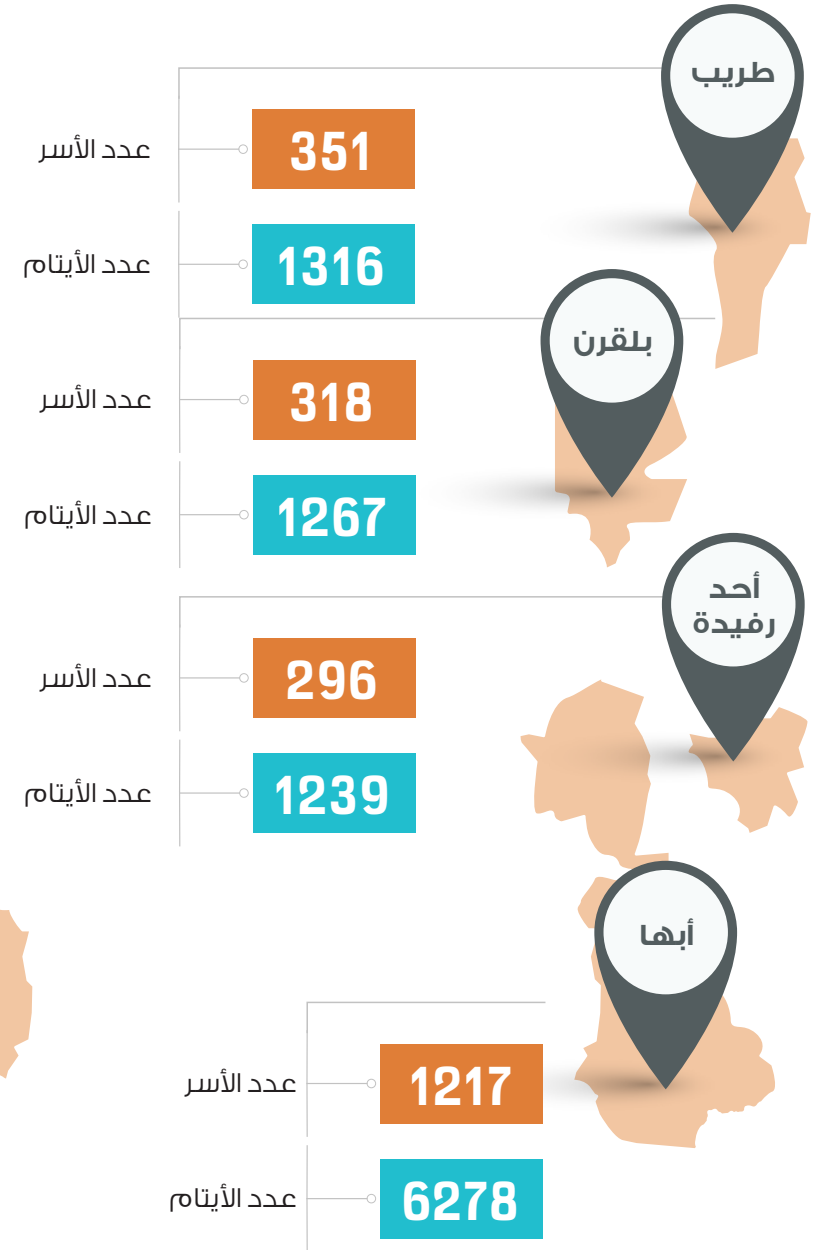 طريب
عدد الأسر
351
عدد الأيتام
1316
بلقرن
عدد الأسر
318
عدد الأيتام
1267
أحد
رفيدة
عدد الأسر
296
عدد الأيتام
1239
أبها
عدد الأسر
1217
عدد الأيتام
6278